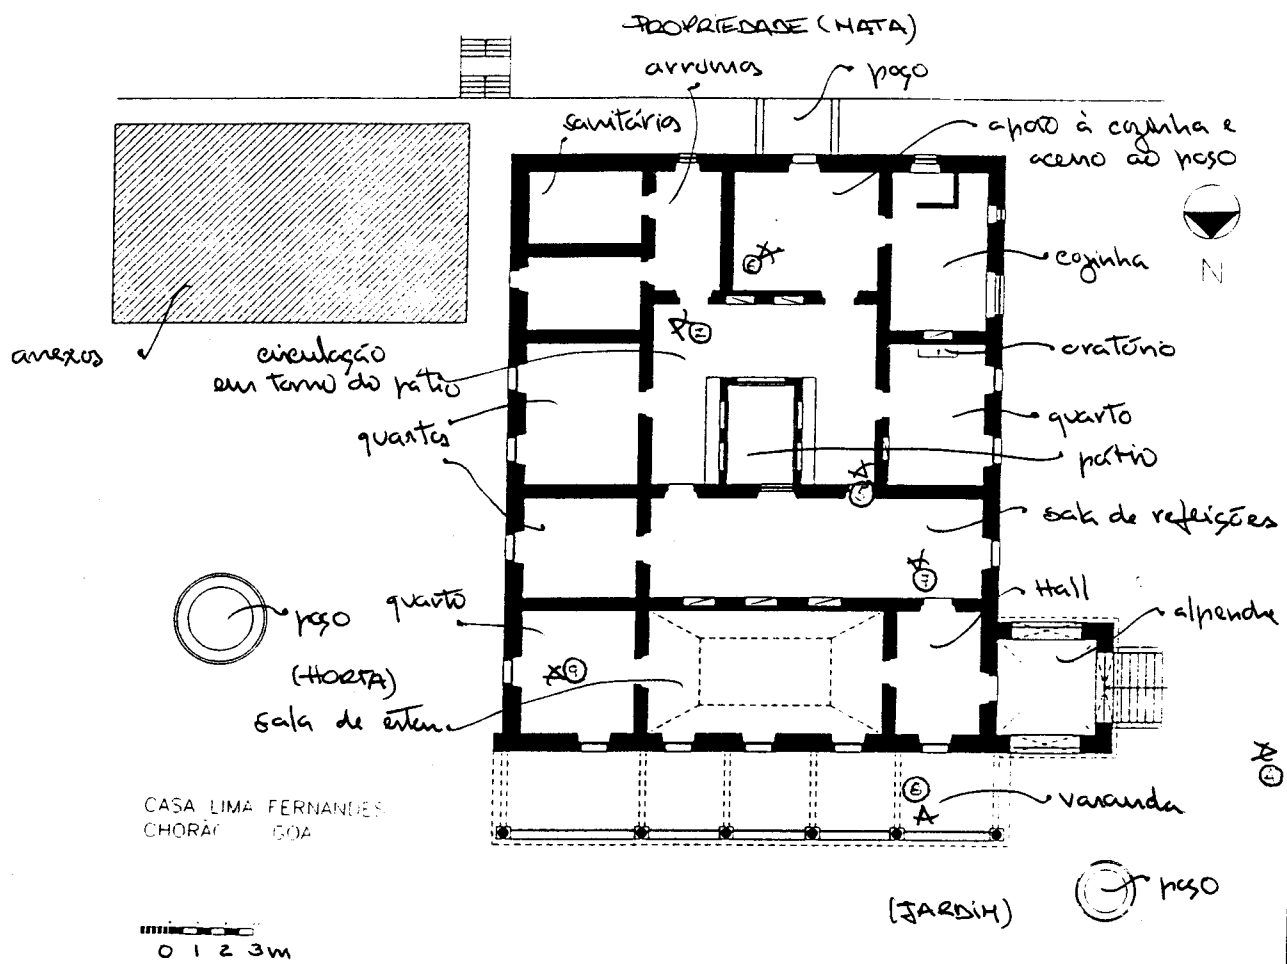 PROPRIEDADE (MATA)
arrumos
poço
sanitários
apoio à cozinha e
acesso ao poço
N
cozinha
anexos
circulação
em torno do pátio
oratório
quartos
quarto
pátio
sala de refeições
Hall
alpendre
poço
quarto
(HORTA)
sala de estar
CASA LIMA FERNANDES
CHORÃO GOA
varanda
poço
(JARDIM)
0 1 2 3m